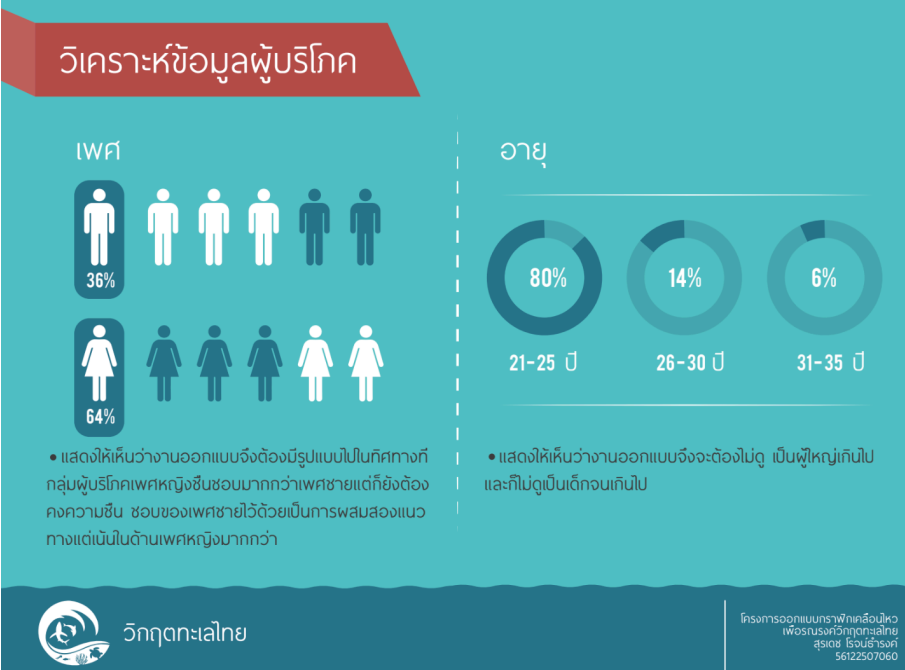 วิเคราะห์ข้อมูลผู้บริโภค
เพศ
36%
64%
• แสดงให้เห็นว่างานออกแบบจึงต้องมีรูปแบบไปในทิศทางที่
กลุ่มผู้บริโภคเพศหญิงชื่นชอบมากกว่าเพศชายแต่ก็ยังต้อง
คงความชื่น ชอบของเพศชายไว้ด้วยเป็นการผสมสองแนว
ทางแต่เน้นในด้านเพศหญิงมากกว่า
อายุ
80% 14% 6%
21-25 ปี 26-30 ปี 31-35 ปี
• แสดงให้เห็นว่างานออกแบบจึงจะต้องไม่ดู เป็นผู้ใหญ่เกินไป
และก็ไม่ดูเป็นเด็กจนเกินไป
วิกฤตทะเลไทย
โครงการออกแบบกราฟิกเคลื่อนไหว
เพื่อรณรงค์วิกฤตทะเลไทย
สุรเดช โรจน์ธำรงค์
56122507060